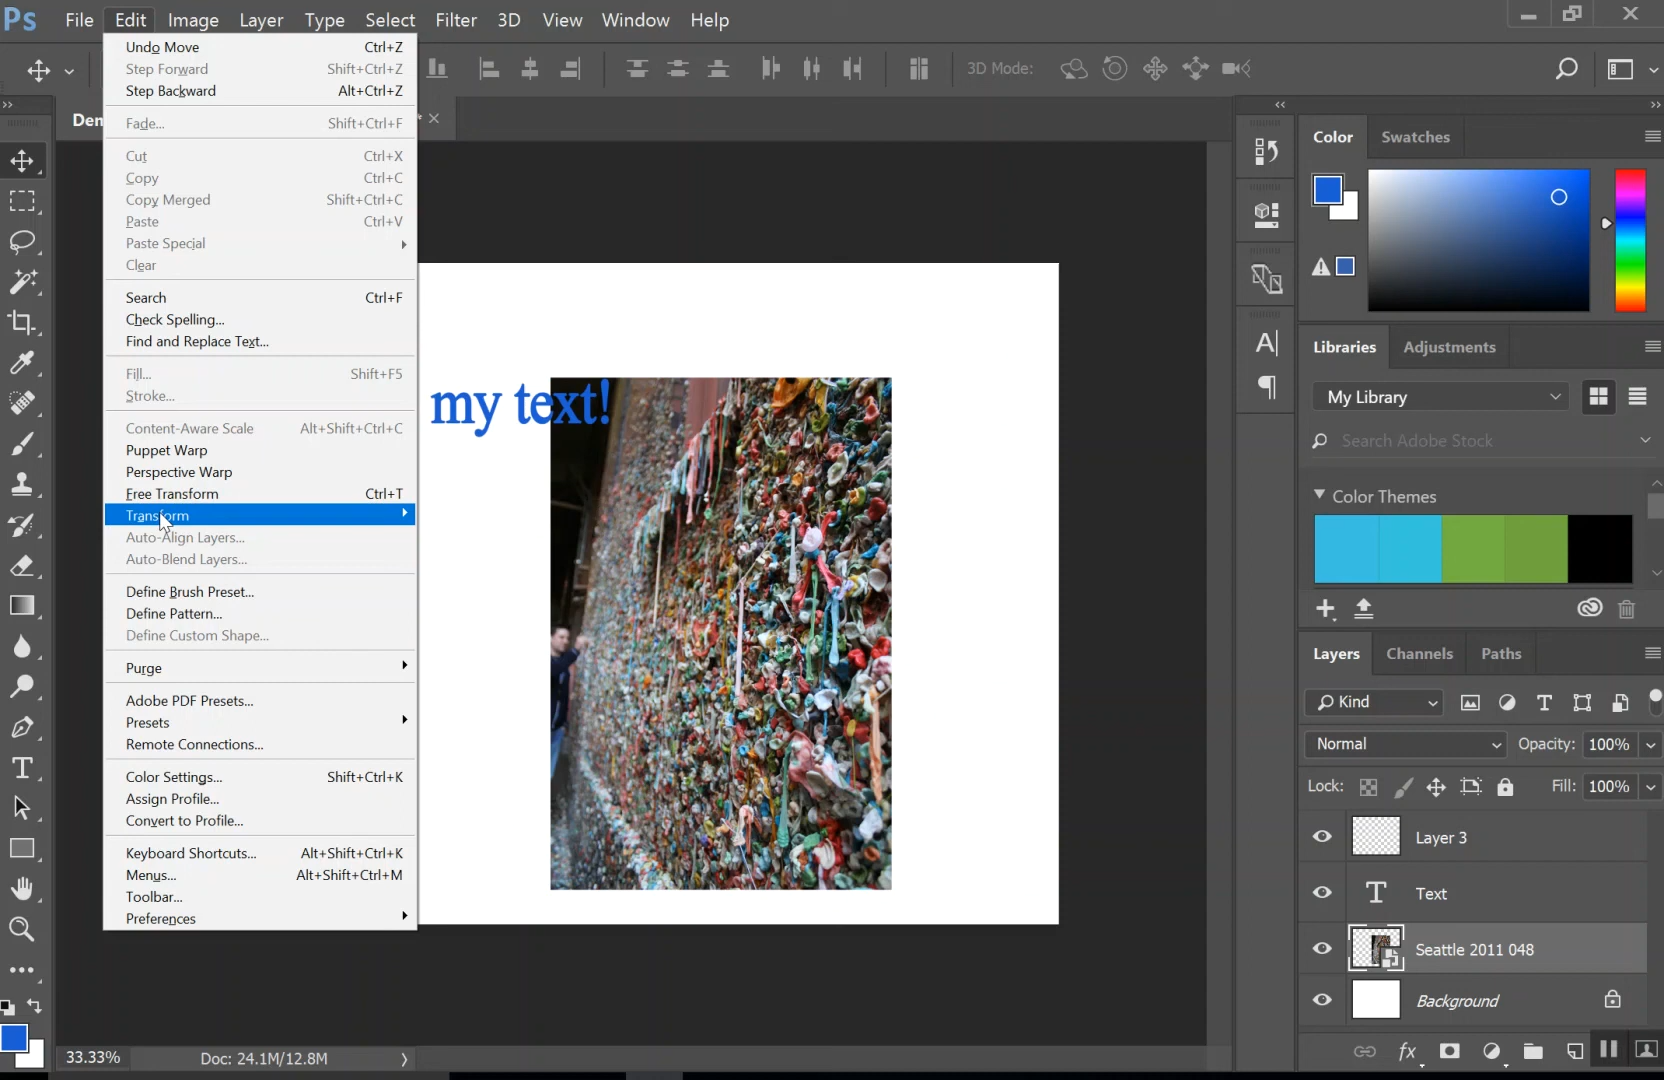 Ps File Edit Image Layer Type Select Filter 3D View Window Help
3D Mode:
Den
Undo Move Ctrl+Z
Step Forward Shift+Ctrl+Z
Step Backward Alt+Ctrl+Z
Fade... Shift+Ctrl+F
Cut Ctrl+X
Copy Ctrl+C
Copy Merged Shift+Ctrl+C
Paste Ctrl+V
Paste Special
Clear
Search Ctrl+F
Check Spelling...
Find and Replace Text...
Fill... Shift+F5
Stroke...
Content-Aware Scale Alt+Shift+Ctrl+C
Puppet Warp
Perspective Warp
Free Transform Ctrl+T
Transform
Auto-Align Layers...
Auto-Blend Layers...
Define Brush Preset...
Define Pattern...
Define Custom Shape...
Purge
Adobe PDF Presets...
Presets
Remote Connections...
Color Settings... Shift+Ctrl+K
Assign Profile...
Convert to Profile...
Keyboard Shortcuts... Alt+Shift+Ctrl+K
Menus... Alt+Shift+Ctrl+M
Toolbar...
Preferences
my text!
33.33% Doc: 24.1M/12.8M
Color Swatches
Libraries Adjustments
My Library
Search Adobe Stock
Color Themes
Layers Channels Paths
Kind
Normal Opacity: 100%
Lock: Fill: 100%
Layer 3
Text
Seattle 2011 048
Background
fx